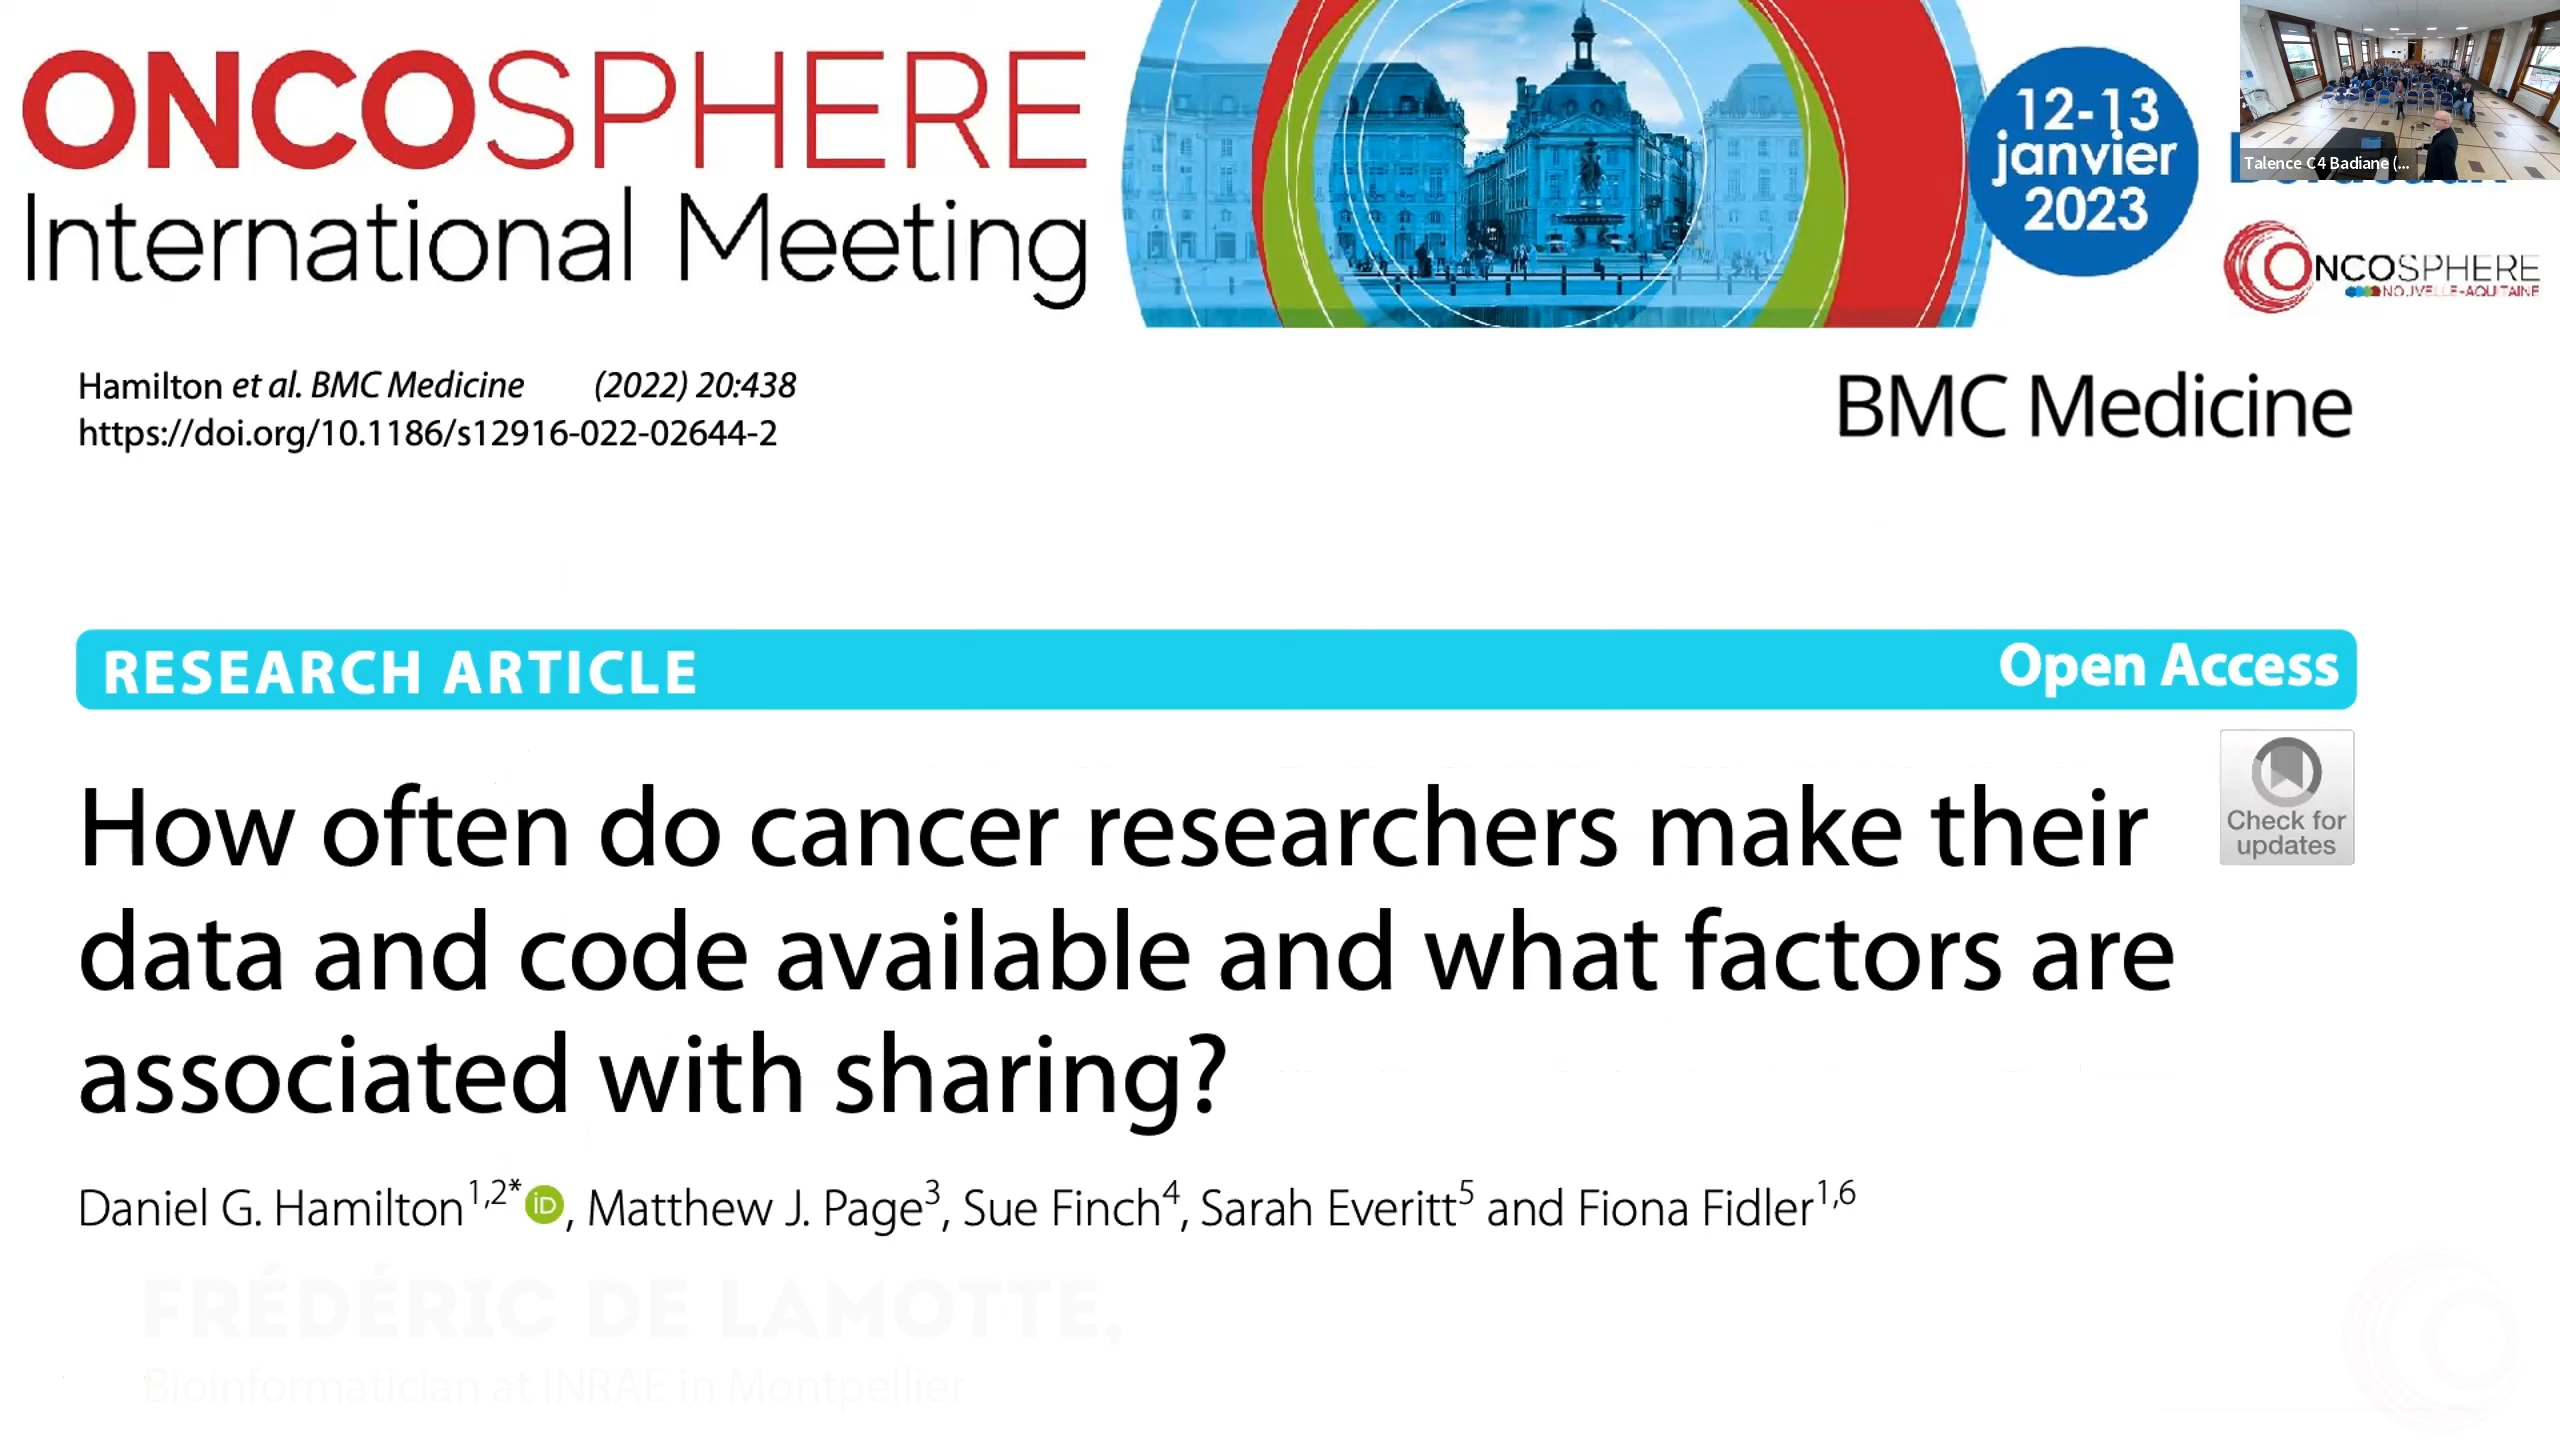 ONCOSPHERE
International Meeting
12-13
janvier
2023
Talence C4 Badiane (...
ONCOSPHERE
NOUVELLE-AQUITAINE
Hamilton et al. BMC Medicine (2022) 20:438
https://doi.org/10.1186/s12916-022-02644-2
BMC Medicine
RESEARCH ARTICLE
Open Access
Check for
updates
How often do cancer researchers make their
data and code available and what factors are
associated with sharing?
Daniel G. Hamilton1,2* iD, Matthew J. Page3, Sue Finch4, Sarah Everitt5 and Fiona Fidler1,6
FRÉDÉRIC DE LAMOTTE,
Bioinformatician at INRAE in Montpellier